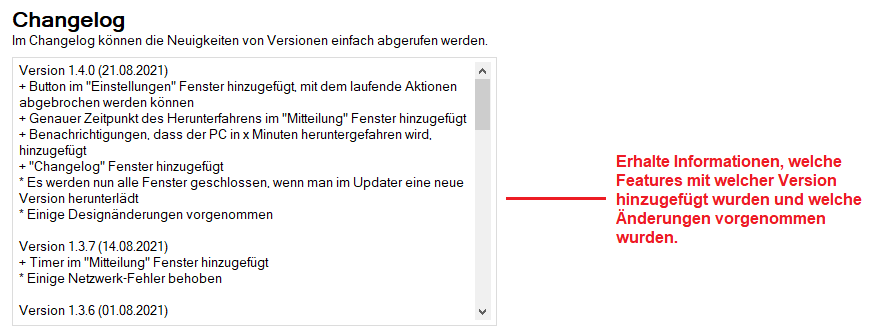 Changelog
Im Changelog können die Neuigkeiten von Versionen einfach abgerufen werden.
Version 1.4.0 (21.08.2021)
+ Button im "Einstellungen" Fenster hinzugefügt, mit dem laufende Aktionen
abgebrochen werden können
+ Genauer Zeitpunkt des Herunterfahrens im "Mitteilung" Fenster hinzugefügt
+ Benachrichtigungen, dass der PC in x Minuten heruntergefahren wird,
hinzugefügt
+ "Changelog" Fenster hinzugefügt
* Es werden nun alle Fenster geschlossen, wenn man im Updater eine neue
Version herunterlädt
* Einige Designänderungen vorgenommen
Version 1.3.7 (14.08.2021)
+ Timer im "Mitteilung" Fenster hinzugefügt
* Einige Netzwerk-Fehler behoben
Version 1.3.6 (01.08.2021)
Erhalte Informationen, welche
Features mit welcher Version
hinzugefügt wurden und welche
Änderungen vorgenommen
wurden.